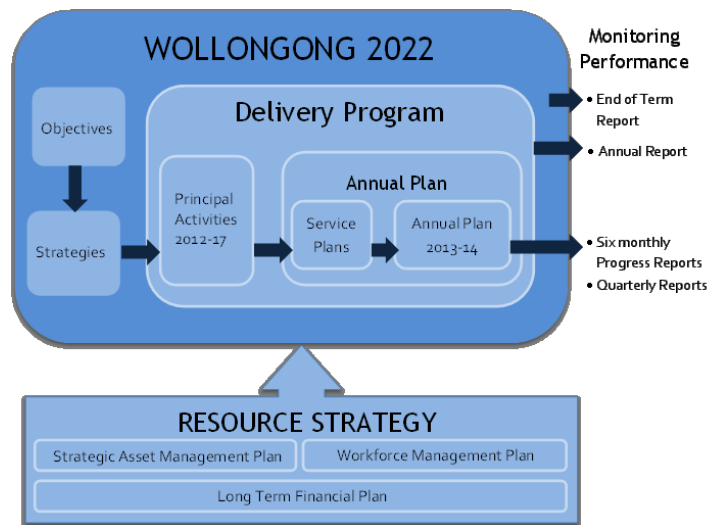 WOLLONGONG 2022
Monitoring
Performance
Objectives
Strategies
Delivery Program
Principal
Activities
2012-17
Annual Plan
Service
Plans
Annual Plan
2013-14
• End of Term
Report
• Annual Report
• Six monthly
Progress Reports
• Quarterly Reports
RESOURCE STRATEGY
Strategic Asset Management Plan
Workforce Management Plan
Long Term Financial Plan